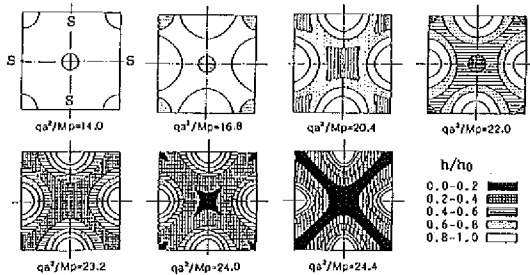 S
S
S
S
qa²/Mp=14.0
qa²/Mp=16.8
qa²/Mp=20.4
qa²/Mp=22.0
qa²/Mp=23.2
qa²/Mp=24.0
qa²/Mp=24.4
h/h0
0.0-0.2
0.2-0.4
0.4-0.6
0.6-0.8
0.8-1.0